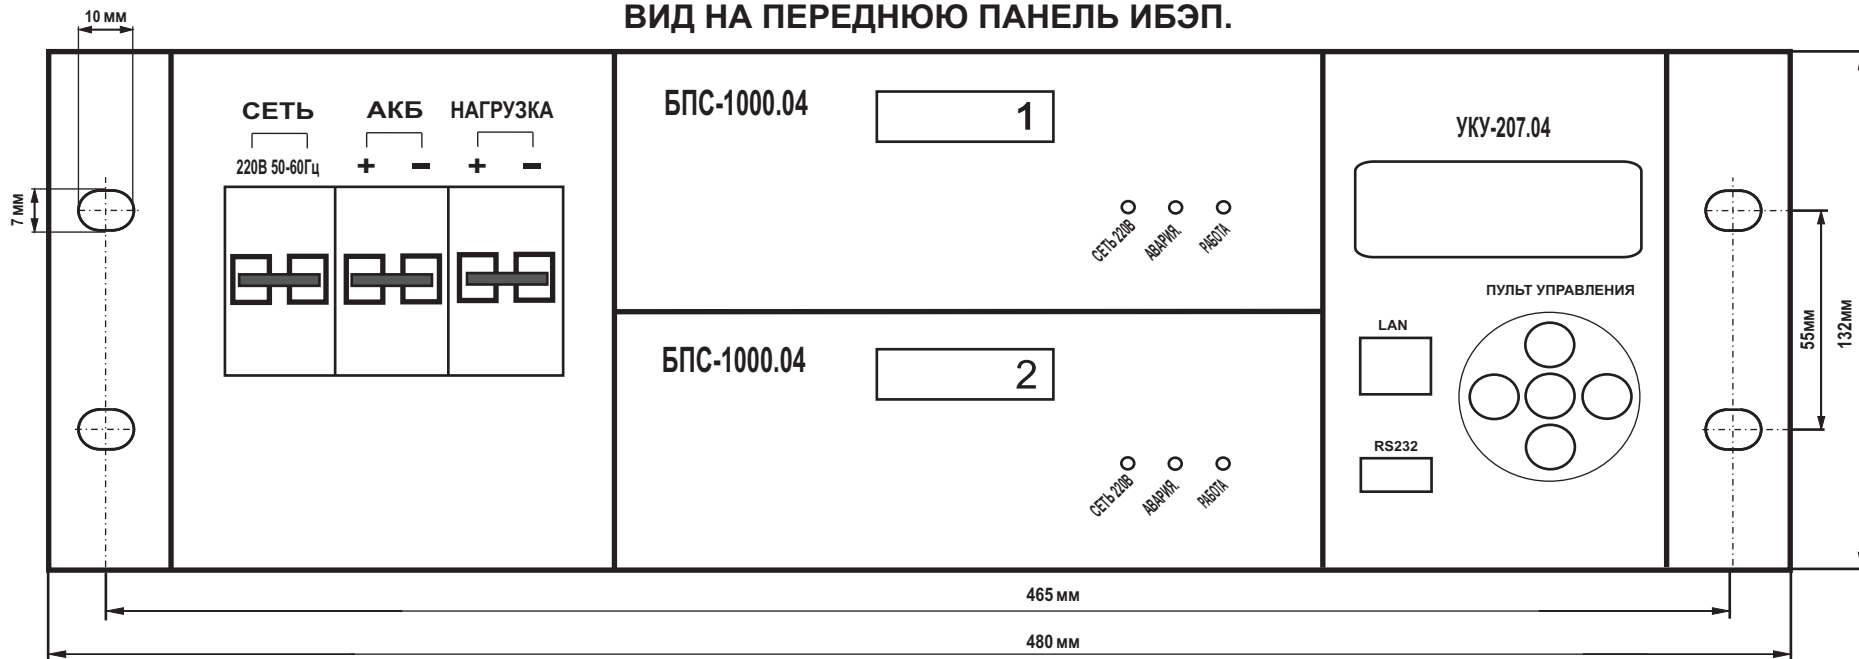 ВИД НА ПЕРЕДНЮЮ ПАНЕЛЬ ИБЭП.
10 мм
СЕТЬ АКБ НАГРУЗКА
220В 50-60Гц + − + −
7 мм
БПС-1000.04 1
СЕТЬ 220В АВАРИЯ. РАБОТА
БПС-1000.04 2
СЕТЬ 220В АВАРИЯ. РАБОТА
УКУ-207.04
ПУЛЬТ УПРАВЛЕНИЯ
LAN
RS232
55мм
132мм
465 мм
480 мм